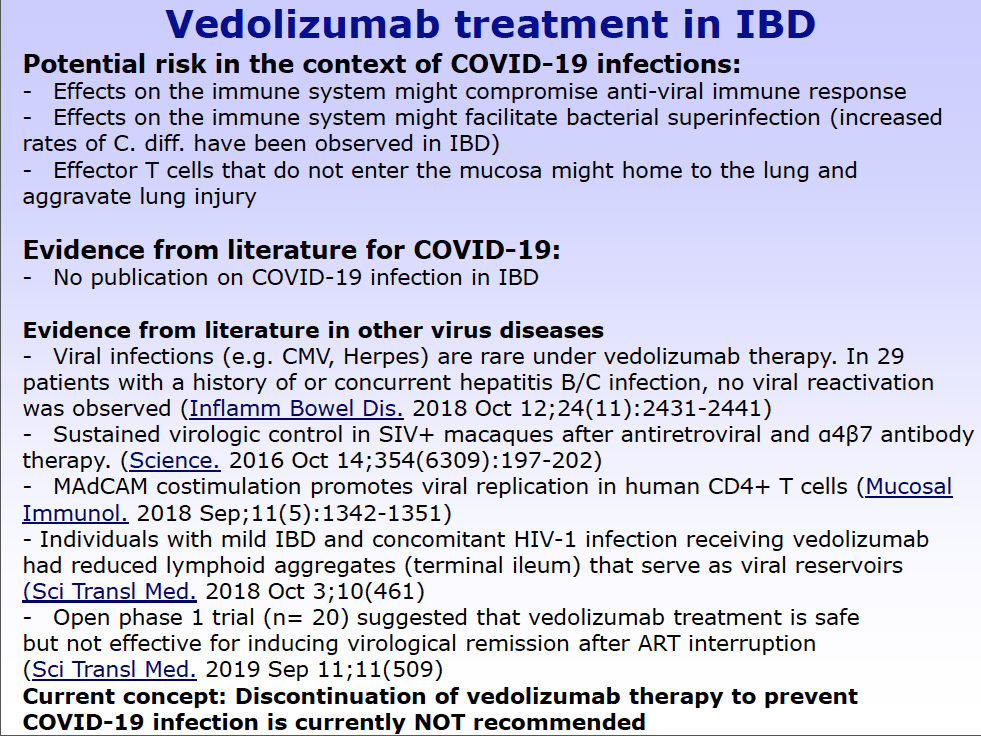 Vedolizumab treatment in IBD
Potential risk in the context of COVID-19 infections:
- Effects on the immune system might compromise anti-viral immune response
- Effects on the immune system might facilitate bacterial superinfection (increased
rates of C. diff. have been observed in IBD)
- Effector T cells that do not enter the mucosa might home to the lung and
aggravate lung injury
Evidence from literature for COVID-19:
- No publication on COVID-19 infection in IBD
Evidence from literature in other virus diseases
- Viral infections (e.g. CMV, Herpes) are rare under vedolizumab therapy. In 29
patients with a history of or concurrent hepatitis B/C infection, no viral reactivation
was observed (Inflamm Bowel Dis. 2018 Oct 12;24(11):2431-2441)
- Sustained virologic control in SIV+ macaques after antiretroviral and α4β7 antibody
therapy. (Science. 2016 Oct 14;354(6309):197-202)
- MAdCAM costimulation promotes viral replication in human CD4+ T cells (Mucosal
Immunol. 2018 Sep;11(5):1342-1351)
- Individuals with mild IBD and concomitant HIV-1 infection receiving vedolizumab
had reduced lymphoid aggregates (terminal ileum) that serve as viral reservoirs
(Sci Transl Med. 2018 Oct 3;10(461)
- Open phase 1 trial (n= 20) suggested that vedolizumab treatment is safe
but not effective for inducing virological remission after ART interruption
(Sci Transl Med. 2019 Sep 11;11(509)
Current concept: Discontinuation of vedolizumab therapy to prevent
COVID-19 infection is currently NOT recommended